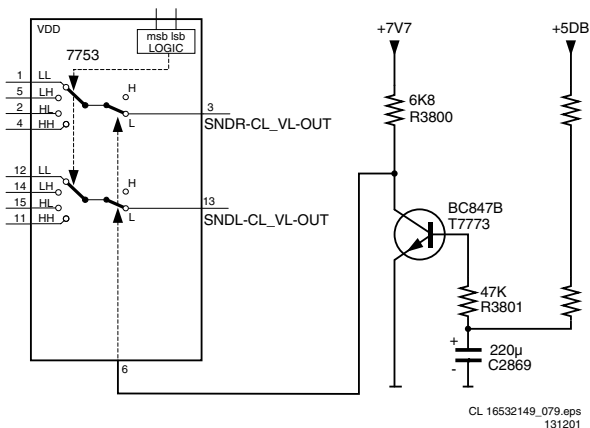 VDD
msb lsb
LOGIC
7753
1 LL
5 LH
2 HL
4 HH
H
L
3
SNDR-CL_VL-OUT
12 LL
14 LH
15 HL
11 HH
H
L
13
SNDL-CL_VL-OUT
6
+7V7
+5DB
6K8
R3800
BC847B
T7773
47K
R3801
+
220µ
C2869
-
CL 16532149_079.eps
131201